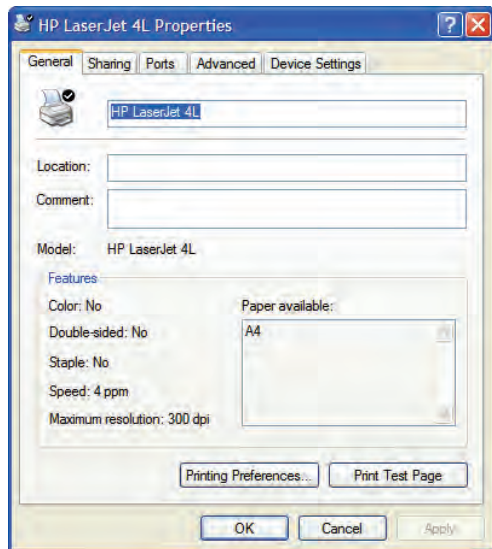 HP LaserJet 4L Properties
General Sharing Ports Advanced Device Settings
HP LaserJet 4L
Location:
Comment:
Model: HP LaserJet 4L
Features
Color: No
Paper available:
Double-sided: No
A4
Staple: No
Speed: 4 ppm
Maximum resolution: 300 dpi
Printing Preferences... Print Test Page
OK Cancel Apply